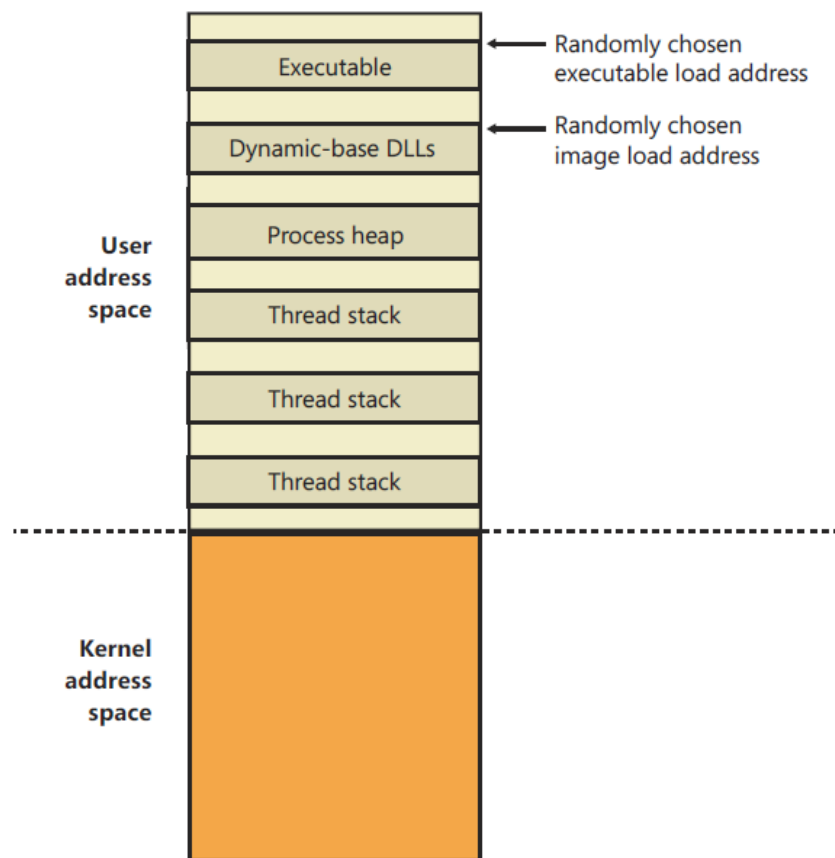 Executable
Randomly chosen
executable load address
Dynamic-base DLLs
Randomly chosen
image load address
Process heap
User
address
space
Thread stack
Thread stack
Thread stack
Kernel
address
space